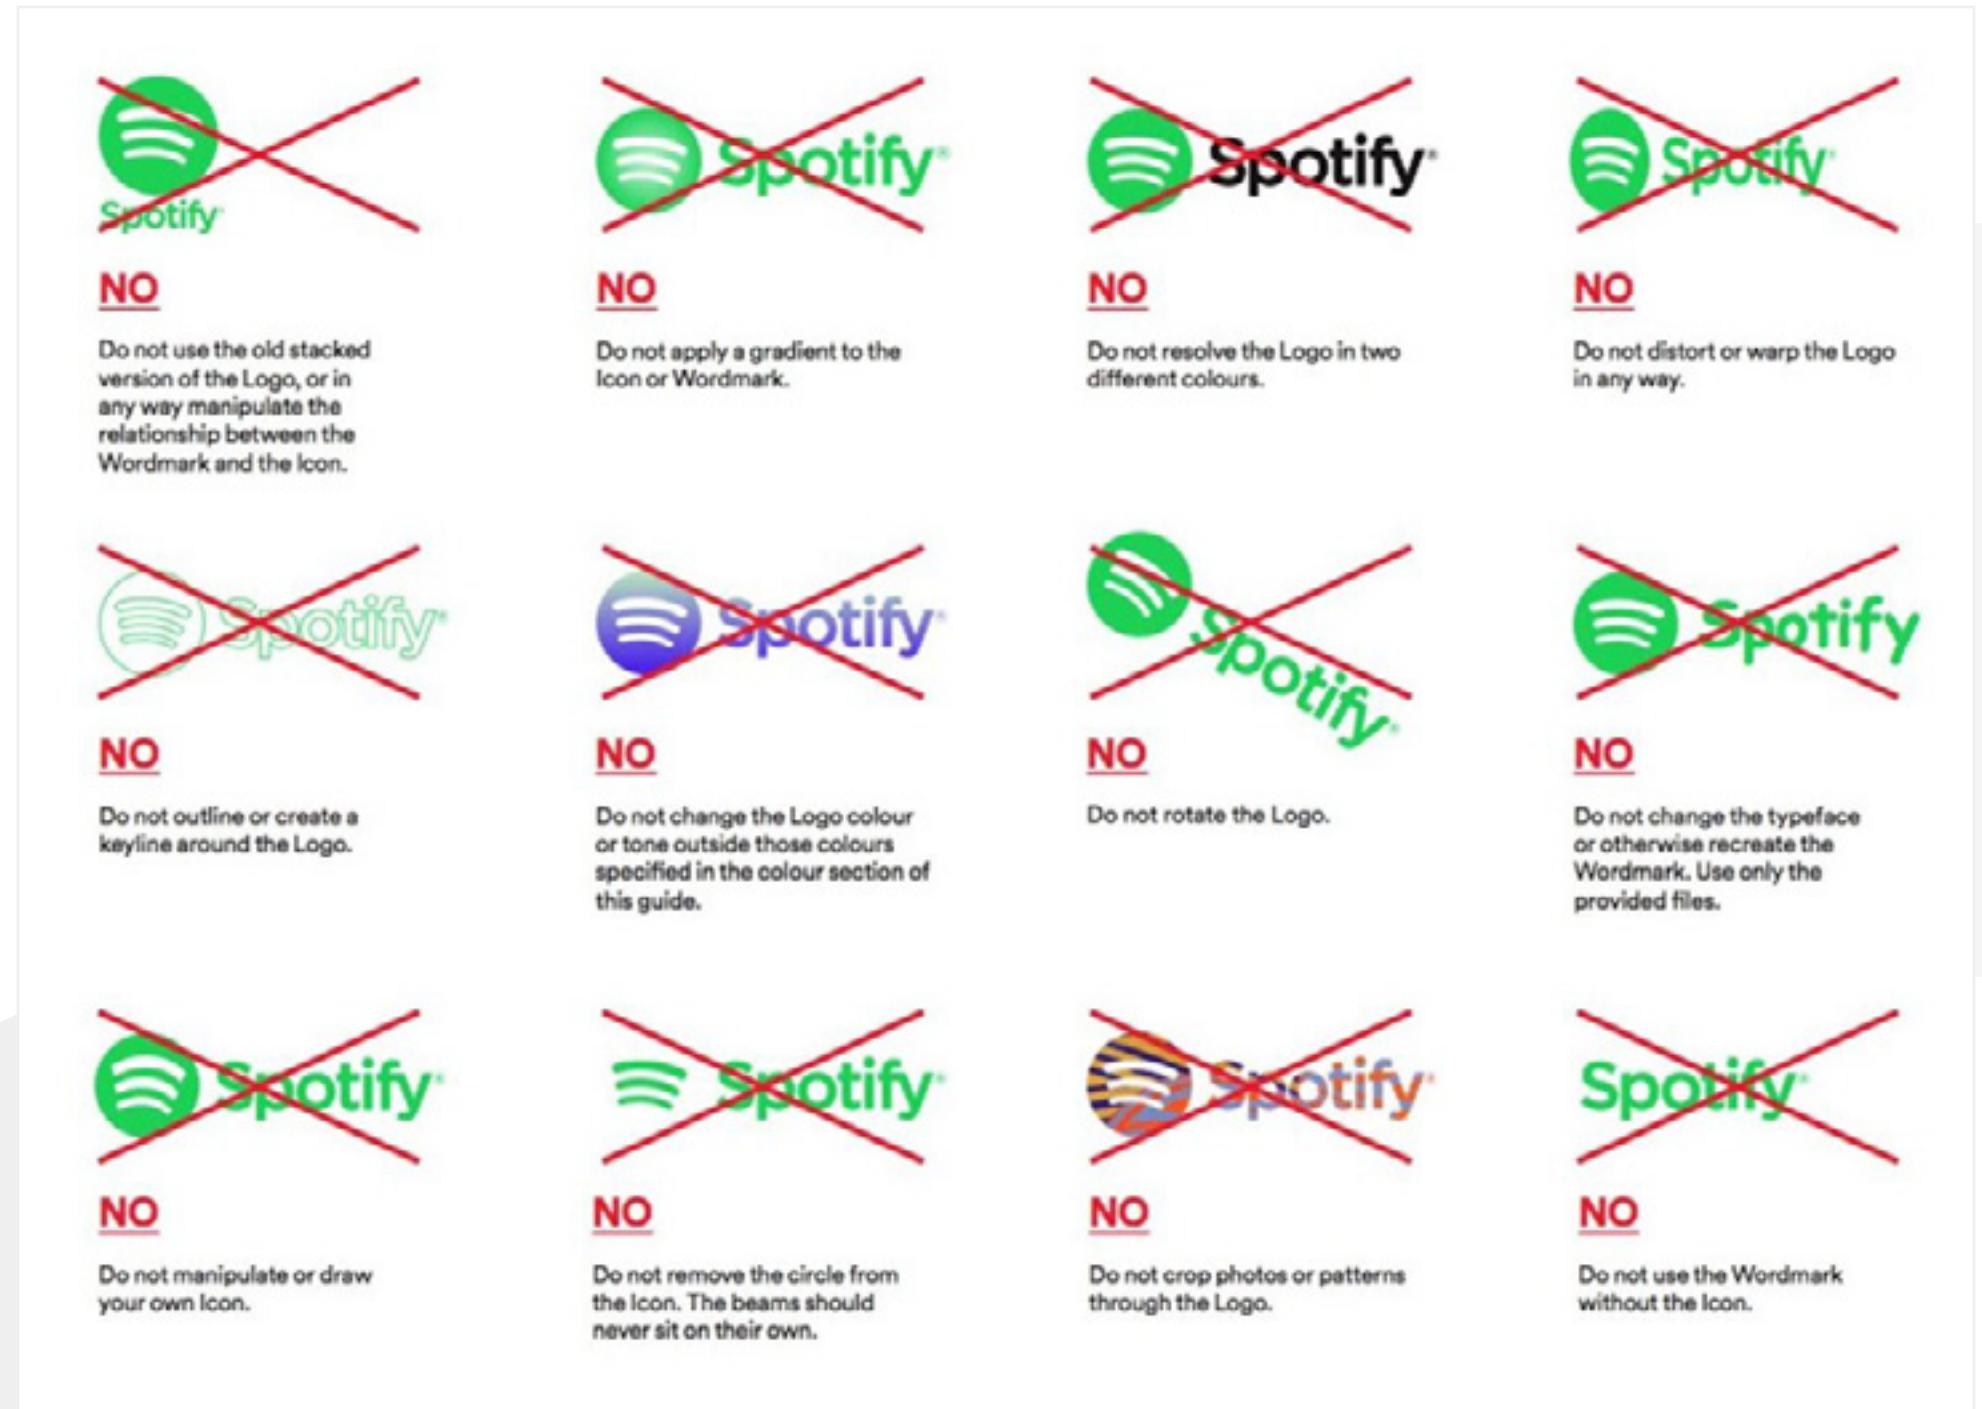 Spotify
NO
Do not use the old stacked
version of the Logo, or in
any way manipulate the
relationship between the
Wordmark and the Icon.
Spotify®
NO
Do not apply a gradient to the
Icon or Wordmark.
Spotify®
NO
Do not resolve the Logo in two
different colours.
Spotify
NO
Do not distort or warp the Logo
in any way.
Spotify®
NO
Do not outline or create a
keyline around the Logo.
Spotify®
NO
Do not change the Logo colour
or tone outside those colours
specified in the colour section of
this guide.
Spotify®
NO
Do not rotate the Logo.
Spotify
NO
Do not change the typeface
or otherwise recreate the
Wordmark. Use only the
provided files.
Spotify®
NO
Do not manipulate or draw
your own Icon.
Spotify®
NO
Do not remove the circle from
the Icon. The beams should
never sit on their own.
Spotify®
NO
Do not crop photos or patterns
through the Logo.
Spotify®
NO
Do not use the Wordmark
without the Icon.